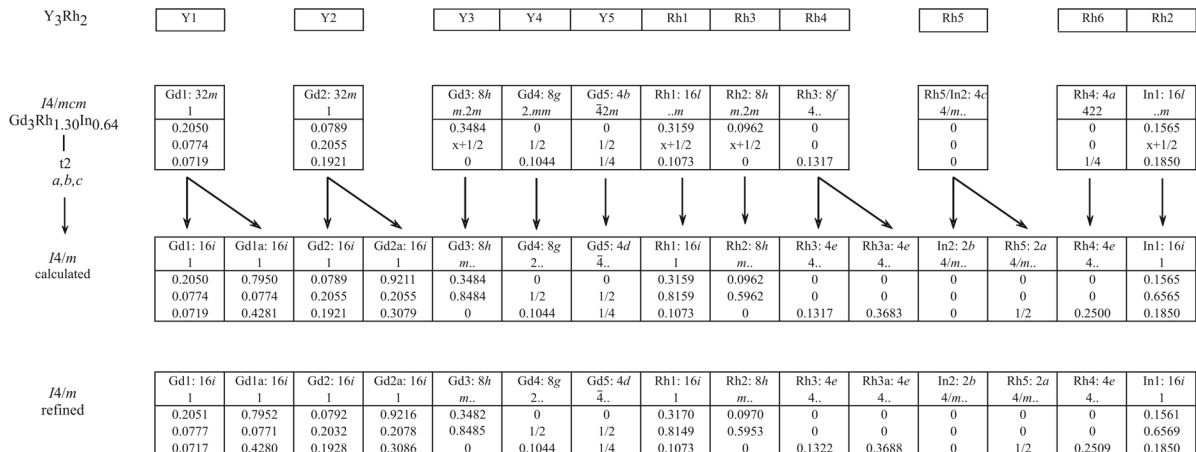 Y3Rh2 Y1 Y2 Y3 Y4 Y5 Rh1 Rh3 Rh4 Rh5 Rh6 Rh2
I4/mcm
Gd3Rh1.30In0.64
t2
a,b,c
Gd1: 32m Gd2: 32m Gd3: 8h Gd4: 8g Gd5: 4b Rh1: 16l Rh2: 8h Rh3: 8f Rh5/In2: 4c Rh4: 4a In1: 16l
1 1 m.2m 2.mm 4̅2m ..m m.2m 4.. 4/m.. 422 ..m
0.2050 0.0789 0.3484 0 0 0.3159 0.0962 0 0 0 0.1565
0.0774 0.2055 x+1/2 1/2 1/2 x+1/2 x+1/2 0 0 0 x+1/2
0.0719 0.1921 0 0.1044 1/4 0.1073 0 0.1317 0 1/4 0.1850
I4/m
calculated
Gd1: 16i Gd1a: 16i Gd2: 16i Gd2a: 16i Gd3: 8h Gd4: 8g Gd5: 4d Rh1: 16i Rh2: 8h Rh3: 4e Rh3a: 4e In2: 2b Rh5: 2a Rh4: 4e In1: 16i
1 1 1 1 m.. 2.. 4̅.. 1 m.. 4.. 4.. 4/m.. 4/m.. 4.. 1
0.2050 0.7950 0.0789 0.9211 0.3484 0 0 0.3159 0.0962 0 0 0 0 0 0.1565
0.0774 0.0774 0.2055 0.2055 0.8484 1/2 1/2 0.8159 0.5962 0 0 0 0 0 0.6565
0.0719 0.4281 0.1921 0.3079 0 0.1044 1/4 0.1073 0 0.1317 0.3683 0 1/2 0.2500 0.1850
I4/m
refined
Gd1: 16i Gd1a: 16i Gd2: 16i Gd2a: 16i Gd3: 8h Gd4: 8g Gd5: 4d Rh1: 16i Rh2: 8h Rh3: 4e Rh3a: 4e In2: 2b Rh5: 2a Rh4: 4e In1: 16i
1 1 1 1 m.. 2.. 4̅.. 1 m.. 4.. 4.. 4/m.. 4/m.. 4.. 1
0.2051 0.7952 0.0792 0.9216 0.3482 0 0 0.3170 0.0970 0 0 0 0 0 0.1561
0.0777 0.0771 0.2032 0.2078 0.8485 1/2 1/2 0.8149 0.5953 0 0 0 0 0 0.6569
0.0717 0.4280 0.1928 0.3086 0 0.1044 1/4 0.1073 0 0.1322 0.3688 0 1/2 0.2509 0.1850